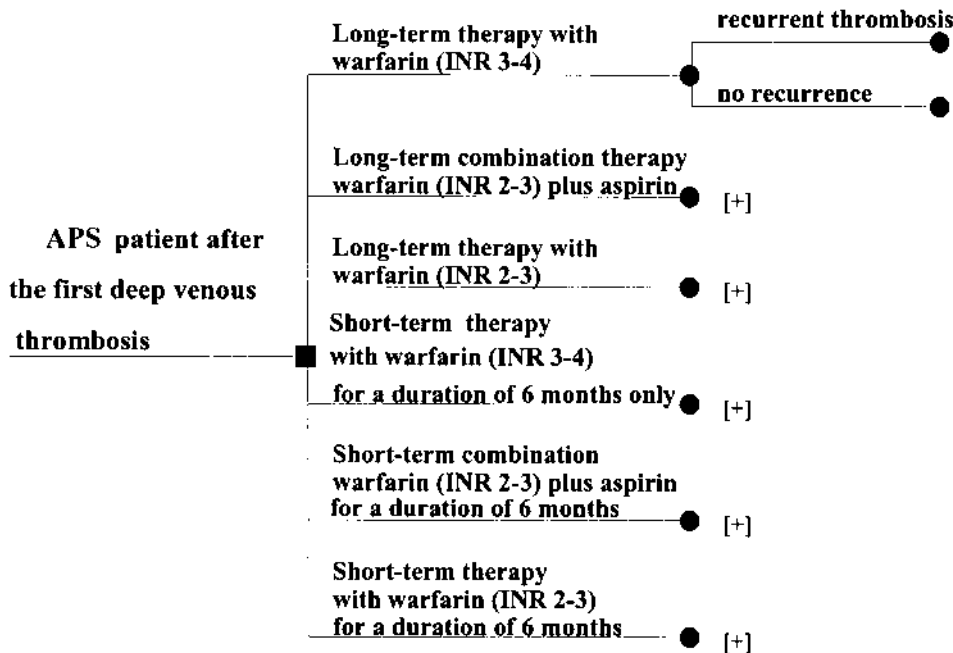 recurrent thrombosis
Long-term therapy with
warfarin (INR 3-4)
no recurrence
Long-term combination therapy
warfarin (INR 2-3) plus aspirin
[+]
APS patient after
the first deep venous
thrombosis
Long-term therapy with
warfarin (INR 2-3)
[+]
Short-term therapy
with warfarin (INR 3-4)
for a duration of 6 months only
[+]
Short-term combination
warfarin (INR 2-3) plus aspirin
for a duration of 6 months
[+]
Short-term therapy
with warfarin (INR 2-3)
for a duration of 6 months
[+]